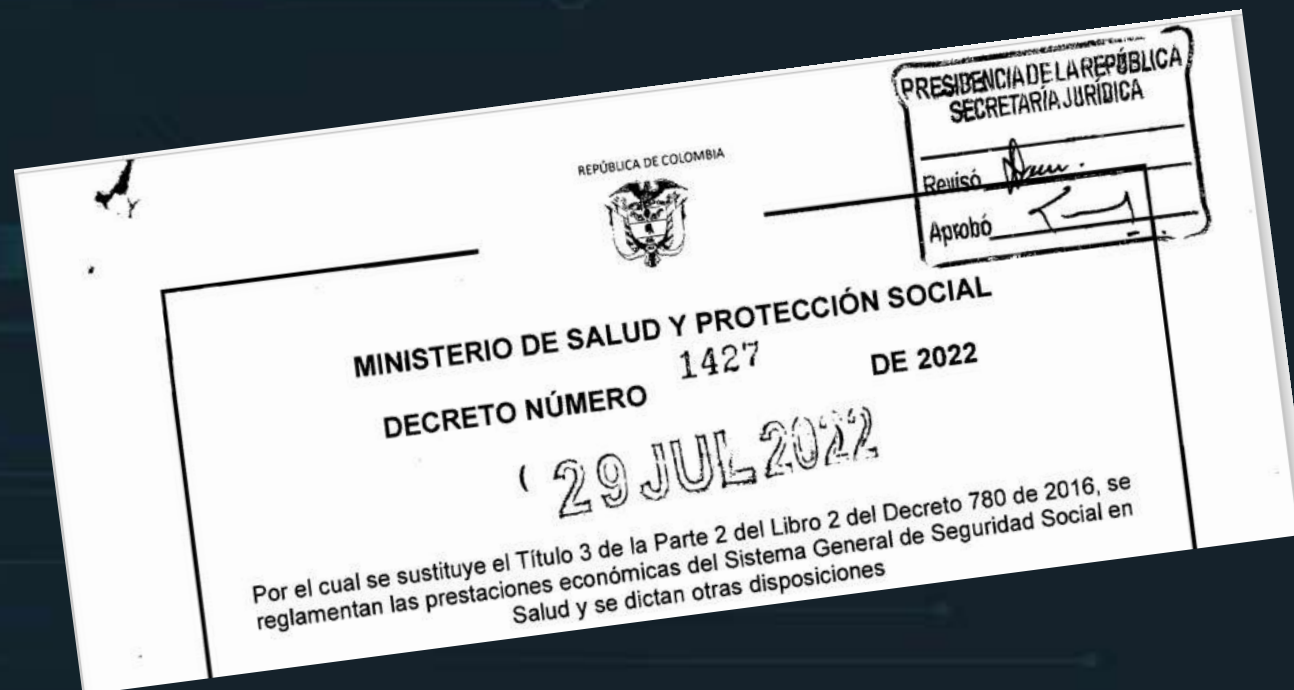 PRESIDENCIA DE LA REPÚBLICA
SECRETARÍA JURÍDICA
Revisó
Aprobó
REPÚBLICA DE COLOMBIA
MINISTERIO DE SALUD Y PROTECCIÓN SOCIAL
DECRETO NÚMERO 1427 DE 2022
( 29 JUL 2022
Por el cual se sustituye el Título 3 de la Parte 2 del Libro 2 del Decreto 780 de 2016, se
reglamentan las prestaciones económicas del Sistema General de Seguridad Social en
Salud y se dictan otras disposiciones